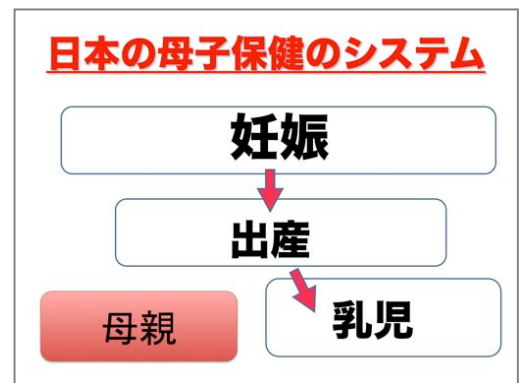 日本の母子保健のシステム
妊娠
出産
母親
乳児